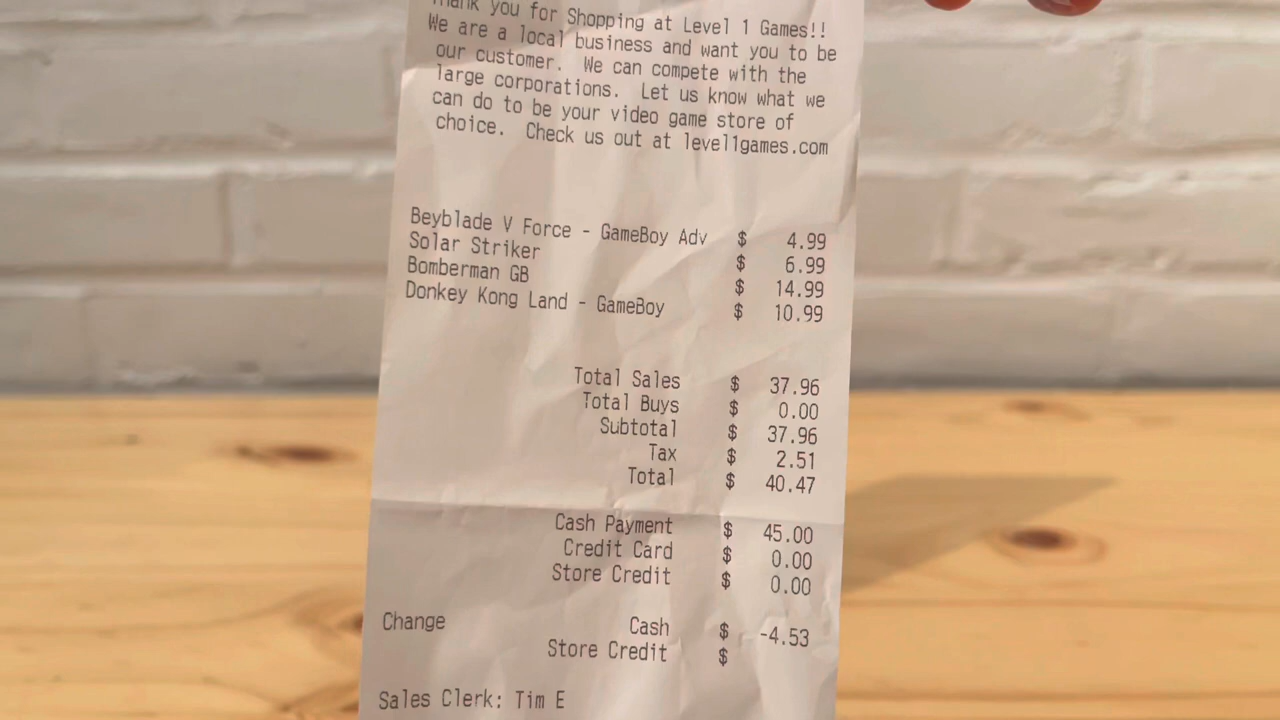 Thank you for Shopping at Level 1 Games!!
We are a local business and want you to be
our customer. We can compete with the
large corporations. Let us know what we
can do to be your video game store of
choice. Check us out at level1games.com
Beyblade V Force - GameBoy Adv $ 4.99
Solar Striker $ 6.99
Bomberman GB $ 14.99
Donkey Kong Land - GameBoy $ 10.99
Total Sales $ 37.96
Total Buys $ 0.00
Subtotal $ 37.96
Tax $ 2.51
Total $ 40.47
Cash Payment $ 45.00
Credit Card $ 0.00
Store Credit $ 0.00
Change Cash $ -4.53
Store Credit $
Sales Clerk: Tim E